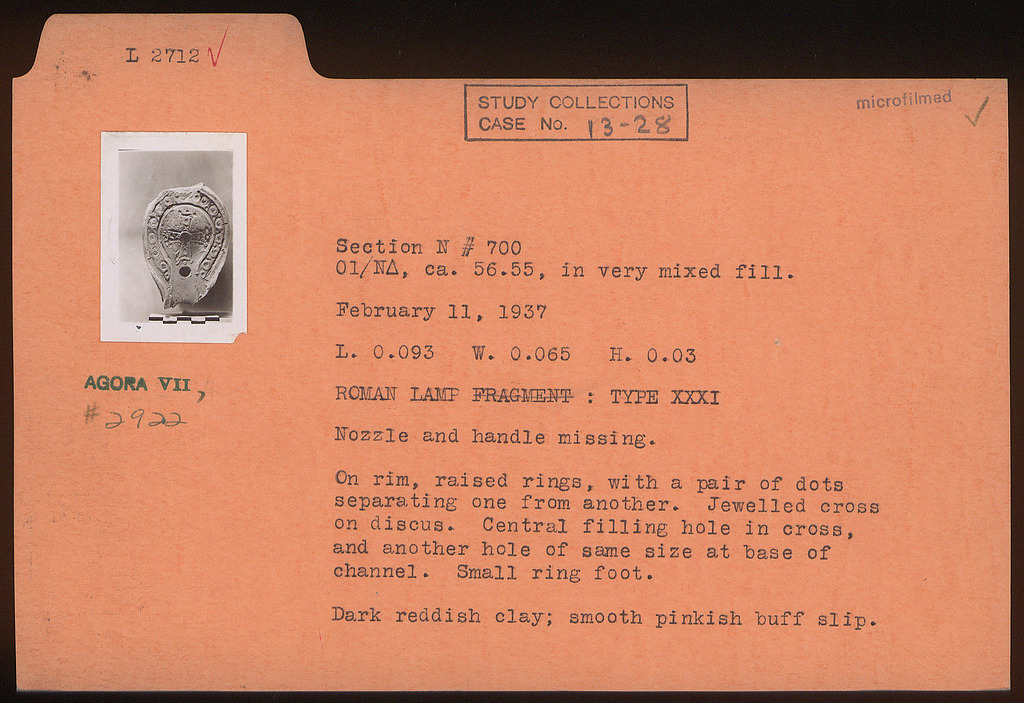 L 2712 ✓
STUDY COLLECTIONS
CASE No. 13-28
microfilmed ✓
Section N # 700
O1/NΔ, ca. 56.55, in very mixed fill.
February 11, 1937
L. 0.093 W. 0.065 H. 0.03
AGORA VII,
# 2922
ROMAN LAMP FRAGMENT : TYPE XXXI
Nozzle and handle missing.
On rim, raised rings, with a pair of dots
separating one from another. Jewelled cross
on discus. Central filling hole in cross,
and another hole of same size at base of
channel. Small ring foot.
Dark reddish clay; smooth pinkish buff slip.